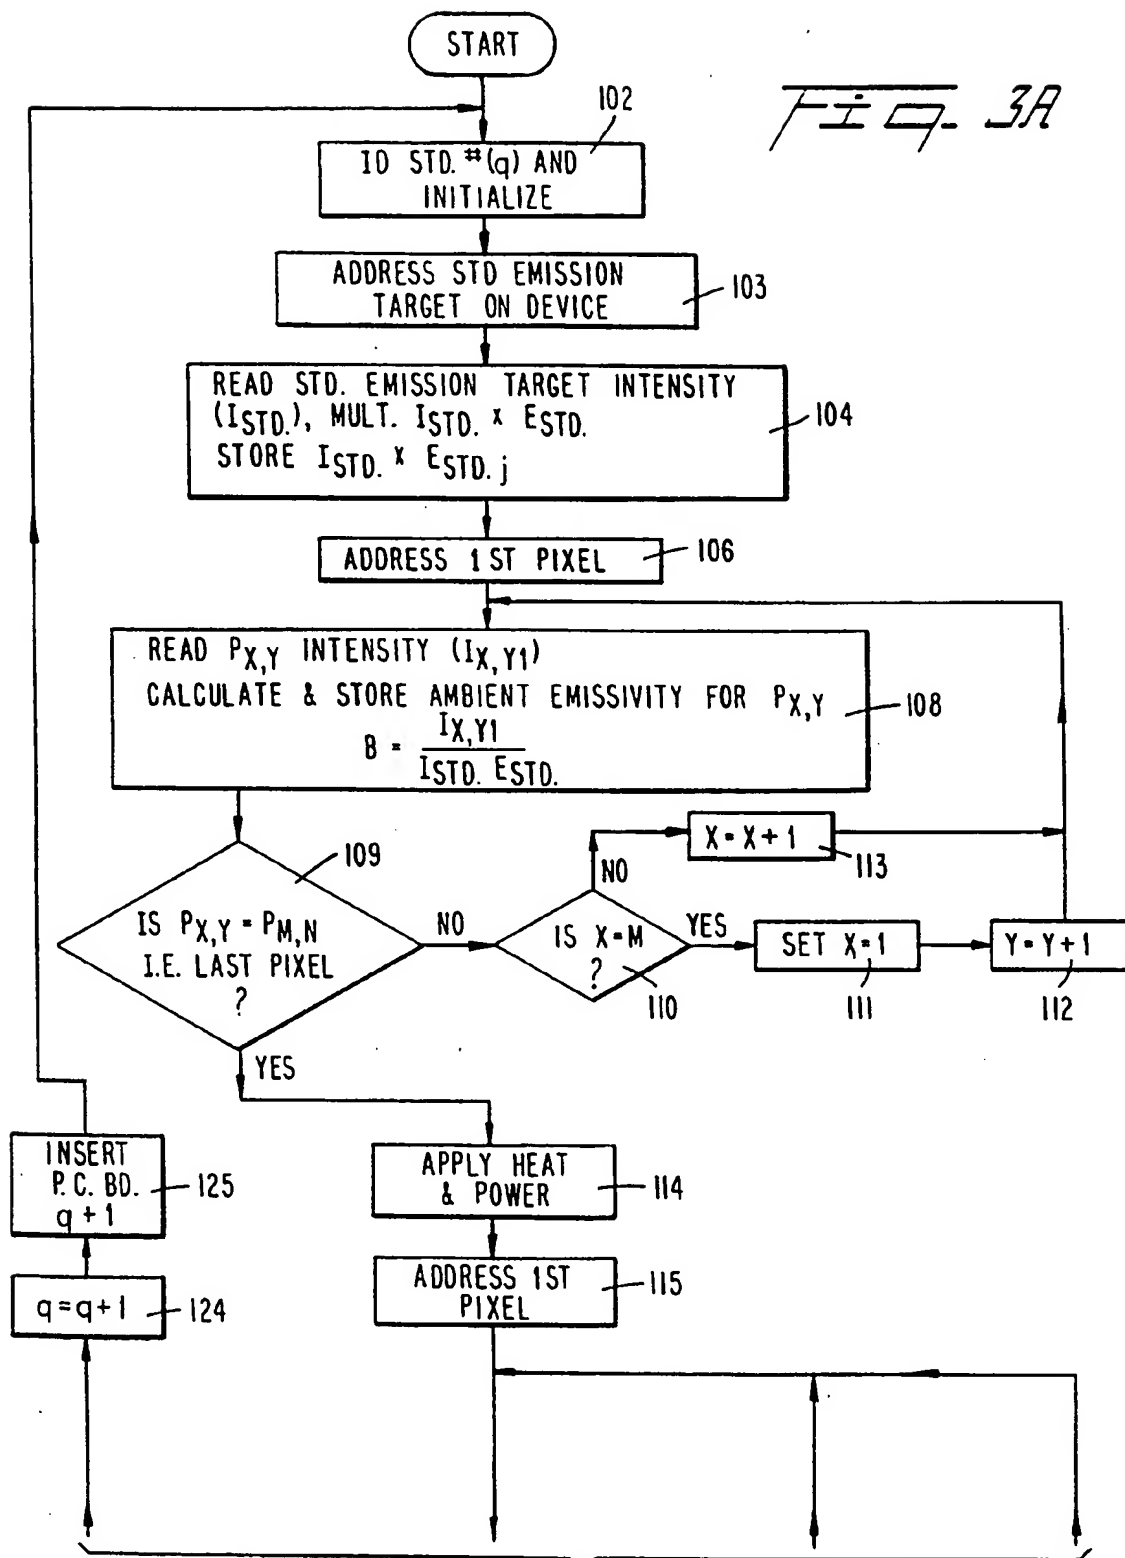 START
Fig. 3A
102
ID STD. #(q) AND
INITIALIZE
ADDRESS STD EMISSION
TARGET ON DEVICE
103
READ STD. EMISSION TARGET INTENSITY
(ISTD.), MULT. ISTD. x ESTD.
STORE ISTD. x ESTD. j
104
ADDRESS 1ST PIXEL
106
READ PX,Y INTENSITY (IX,Y1)
CALCULATE & STORE AMBIENT EMISSIVITY FOR PX,Y
B = IX,Y1
ISTD. ESTD.
108
109
IS PX,Y = PM,N
I.E. LAST PIXEL
?
NO
YES
IS X=M
?
110
NO
YES
X = X + 1
113
SET X=1
111
Y = Y + 1
112
INSERT
P.C. BD.
q + 1
125
q = q + 1
124
APPLY HEAT
& POWER
114
ADDRESS 1ST
PIXEL
115